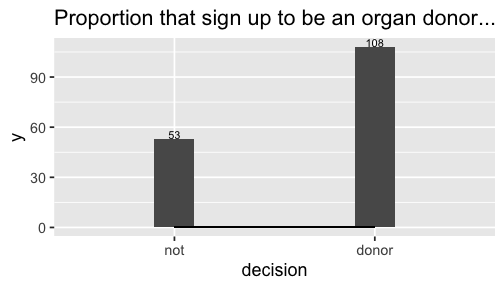 Proportion that sign up to be an organ donor...
108
90
53
60
30
0
y
not donor
decision